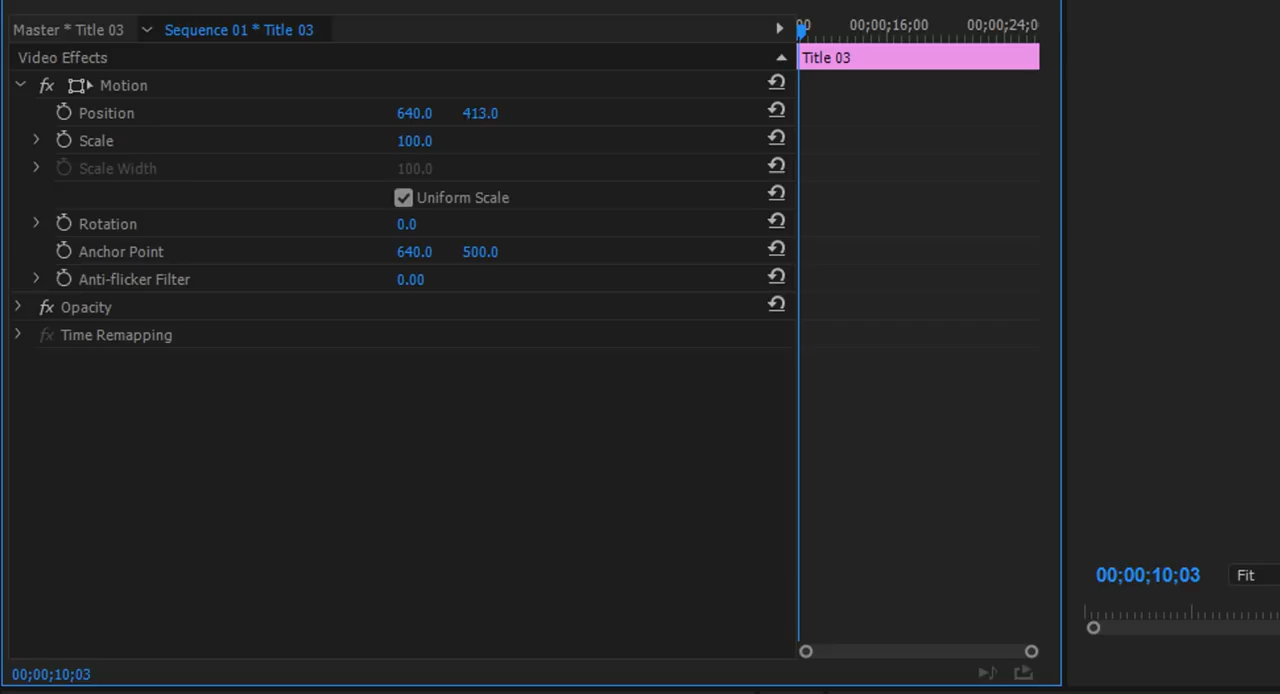 Master * Title 03 Sequence 01 * Title 03 00;00;16;00 00;00;24;0
Video Effects Title 03
fx Motion
Position 640.0 413.0
Scale 100.0
Scale Width 100.0
Uniform Scale
Rotation 0.0
Anchor Point 640.0 500.0
Anti-flicker Filter 0.00
fx Opacity
fx Time Remapping
00;00;10;03 Fit
00;00;10;03